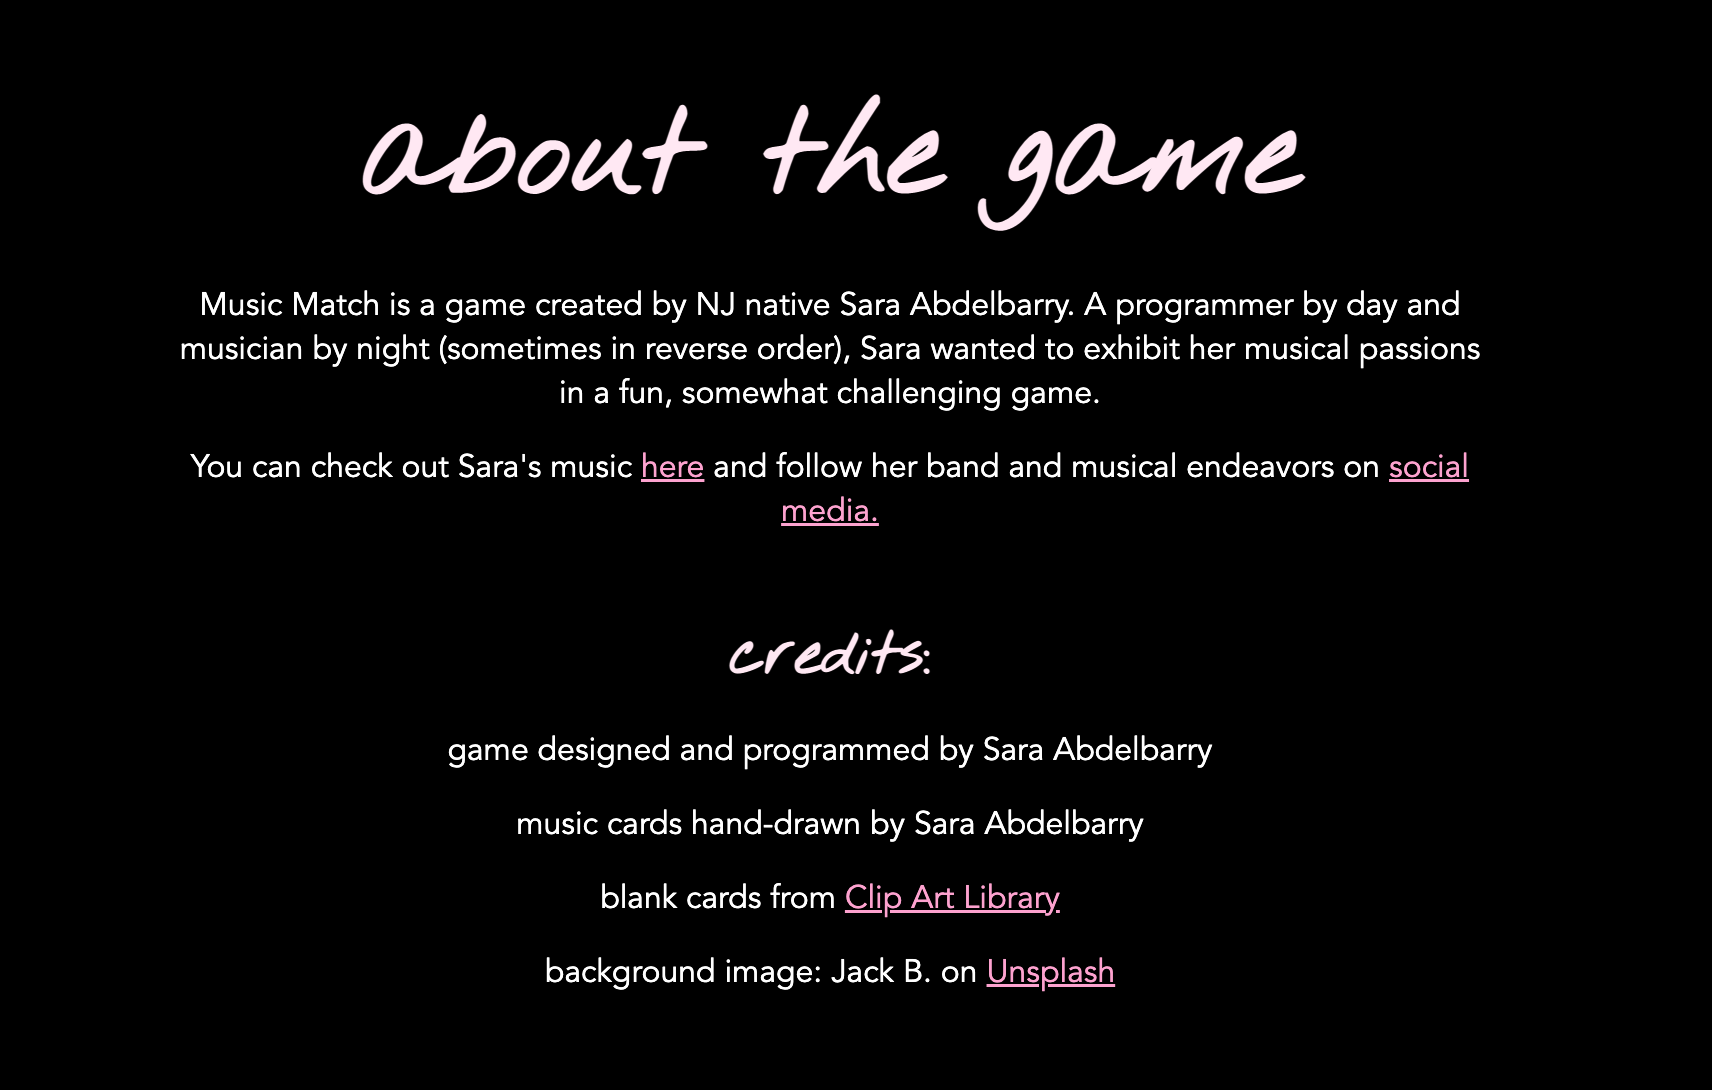 about the game
Music Match is a game created by NJ native Sara Abdelbarry. A programmer by day and
musician by night (sometimes in reverse order), Sara wanted to exhibit her musical passions
in a fun, somewhat challenging game.
You can check out Sara's music here and follow her band and musical endeavors on social
media.
credits:
game designed and programmed by Sara Abdelbarry
music cards hand-drawn by Sara Abdelbarry
blank cards from Clip Art Library
background image: Jack B. on Unsplash